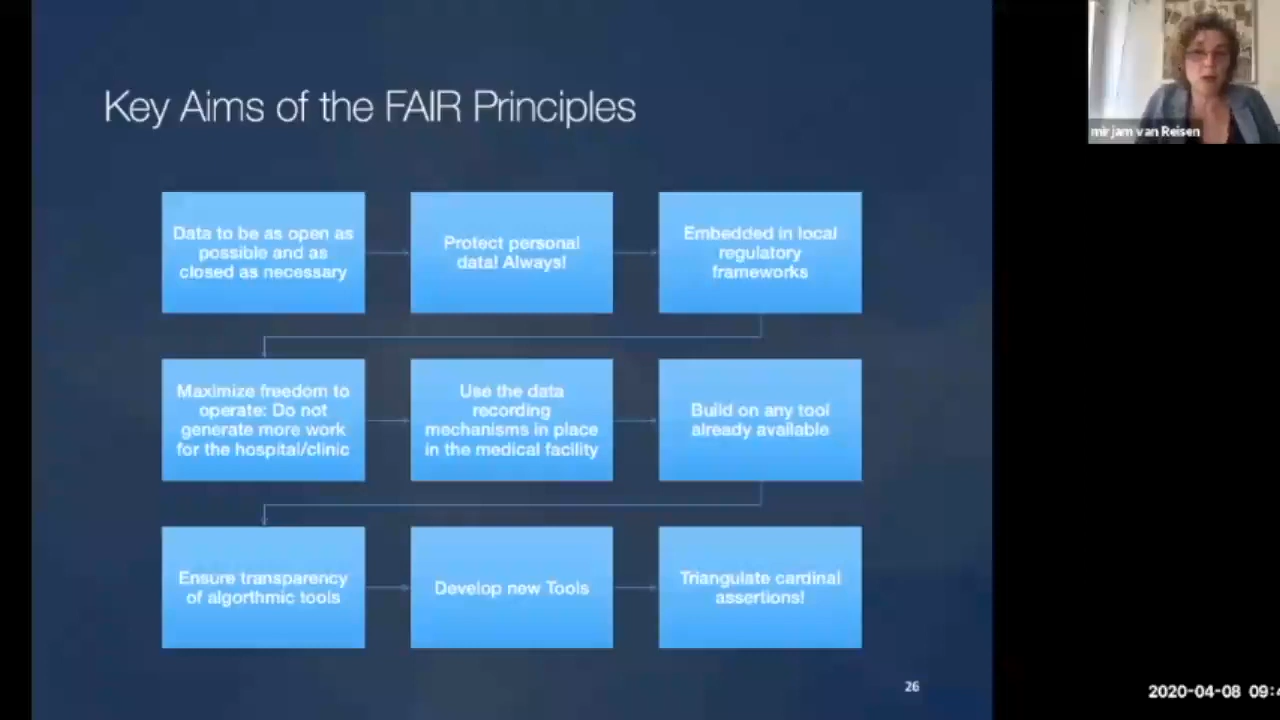 Key Aims of the FAIR Principles
Data to be as open as
possible and as
closed as necessary
Protect personal
data! Always!
Embedded in local
regulatory
frameworks
Maximize freedom to
operate: Do not
generate more work
for the hospital/clinic
Use the data
recording
mechanisms in place
in the medical facility
Build on any tool
already available
Ensure transparency
of algorthmic tools
Develop new Tools
Triangulate cardinal
assertions!
26
mirjam van Reisen
2020-04-08 09:4